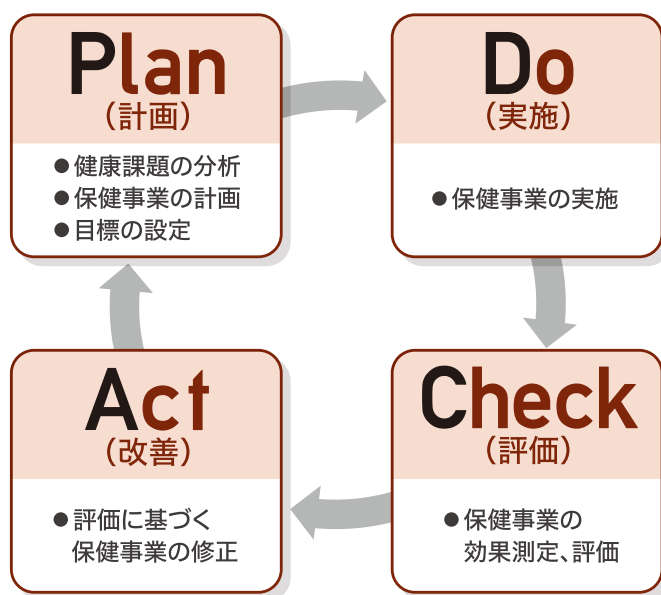 Plan
（計画）
●健康課題の分析
●保健事業の計画
●目標の設定
Do
（実施）
●保健事業の実施
Check
（評価）
●保健事業の
効果測定、評価
Act
（改善）
●評価に基づく
保健事業の修正